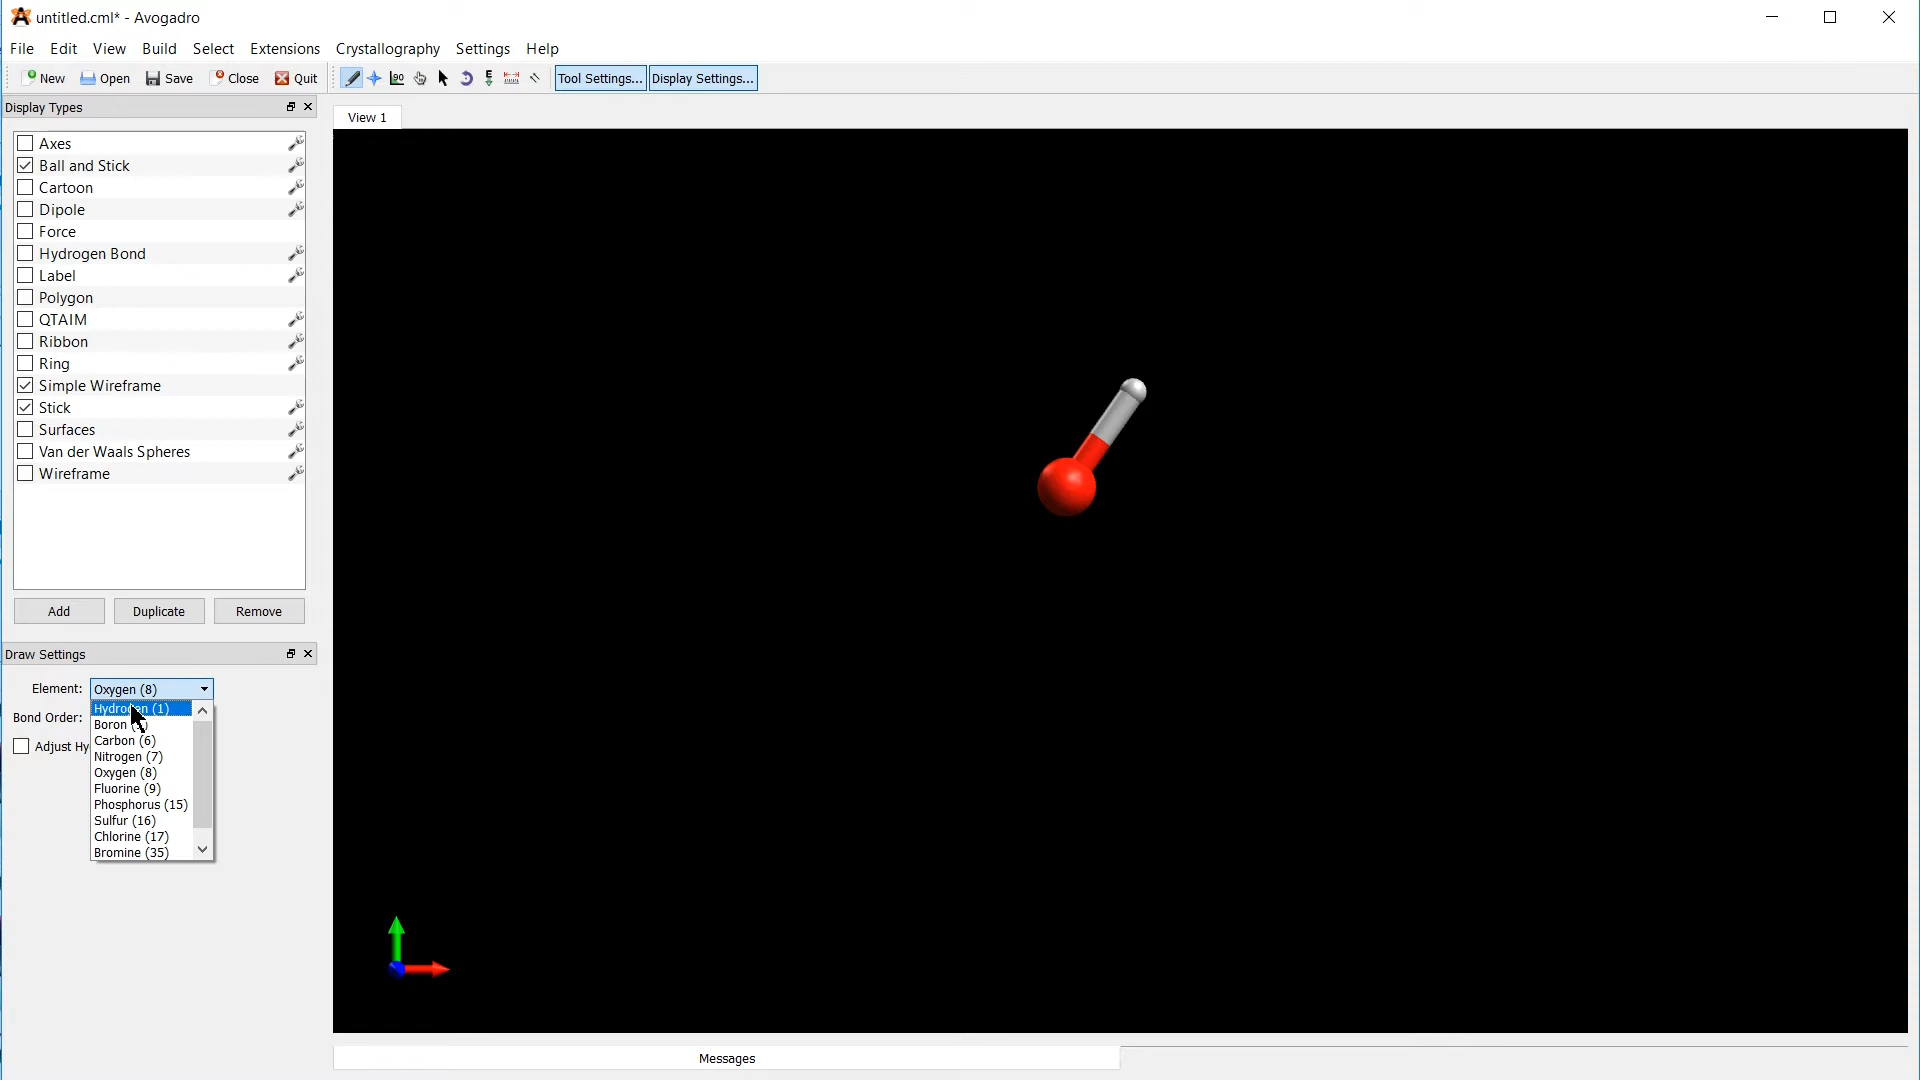 untitled.cml* - Avogadro
File Edit View Build Select Extensions Crystallography Settings Help
New Open Save Close Quit Tool Settings... Display Settings...
Display Types
View 1
Axes
Ball and Stick
Cartoon
Dipole
Force
Hydrogen Bond
Label
Polygon
QTAIM
Ribbon
Ring
Simple Wireframe
Stick
Surfaces
Van der Waals Spheres
Wireframe
Add Duplicate Remove
Draw Settings
Element: Oxygen (8)
Hydrogen (1)
Bond Order:
Boron
Carbon (6)
Adjust Hy
Nitrogen (7)
Oxygen (8)
Fluorine (9)
Phosphorus (15)
Sulfur (16)
Chlorine (17)
Bromine (35)
Messages